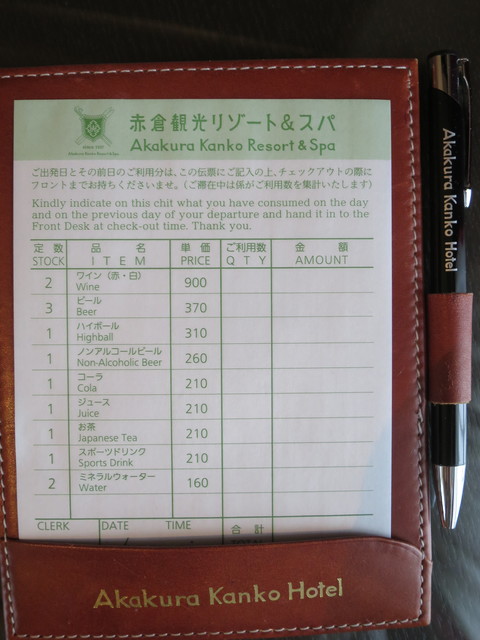 赤倉観光リゾート&スパ
Akakura Kanko Resort & Spa
ご出発日とその前日のご利用分は、この伝票にご記入の上、チェックアウトの際に
フロントまでお持ちくださいませ。(ご滞在中は係がご利用数を集計いたします)
Kindly indicate on this chit what you have consumed on the day
and on the previous day of your departure and hand it in to the
Front Desk at check-out time. Thank you.
定数 品名 単価 ご利用数 金額
STOCK ITEM PRICE QTY AMOUNT
2 ワイン(赤・白) Wine 900
3 ビール Beer 370
1 ハイボール Highball 310
1 ノンアルコールビール Non-Alcoholic Beer 260
1 コーラ Cola 210
1 ジュース Juice 210
1 お茶 Japanese Tea 210
1 スポーツドリンク Sports Drink 210
2 ミネラルウォーター Water 160
CLERK DATE TIME 合計
Akakura Kanko Hotel
Akakura Kanko Hotel